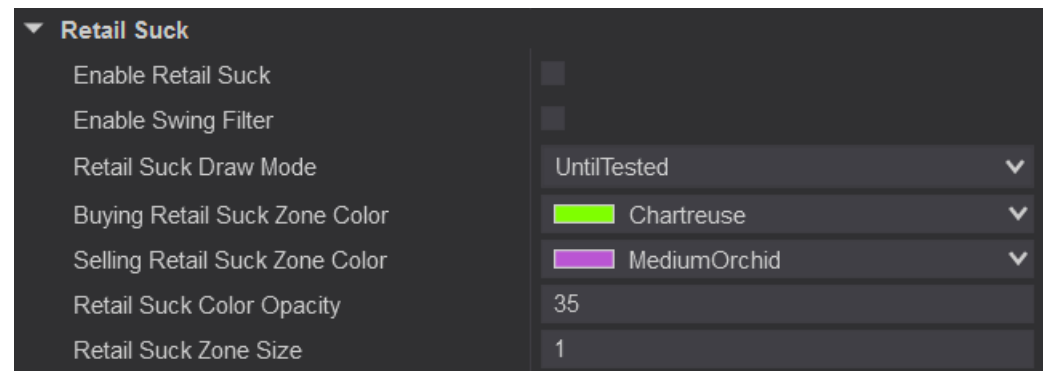 Retail Suck
Enable Retail Suck
Enable Swing Filter
Retail Suck Draw Mode UntilTested
Buying Retail Suck Zone Color Chartreuse
Selling Retail Suck Zone Color MediumOrchid
Retail Suck Color Opacity 35
Retail Suck Zone Size 1